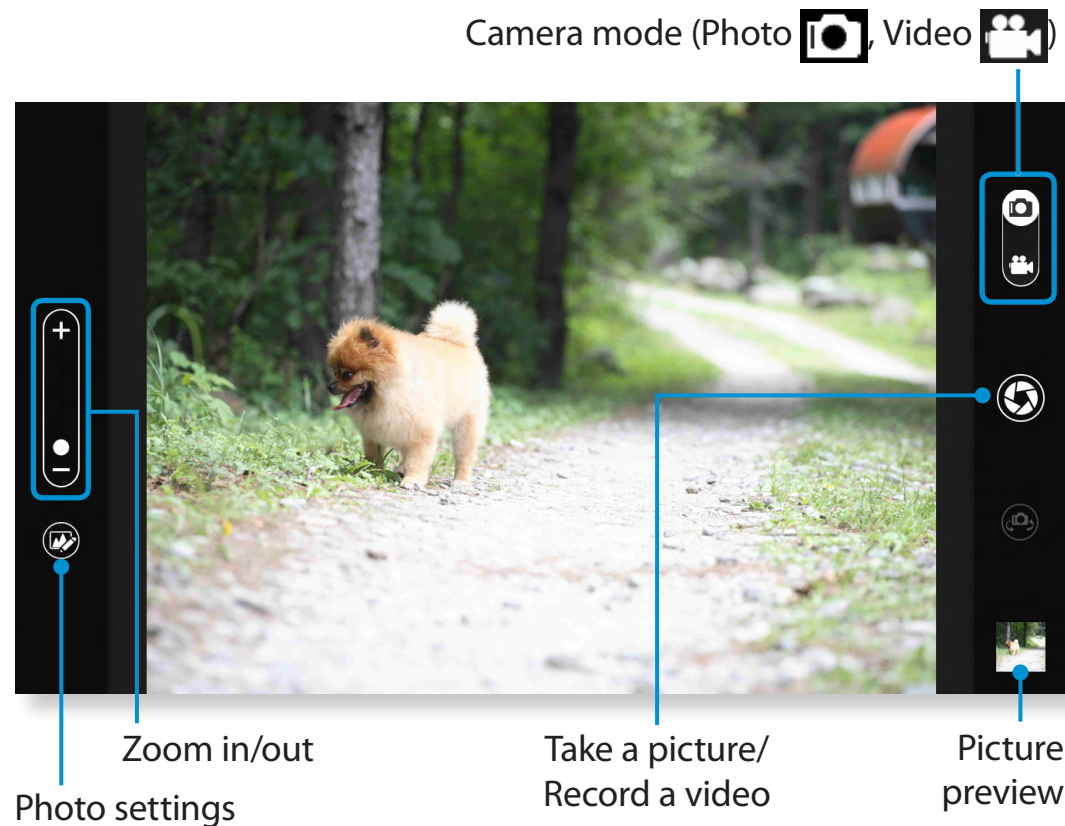 Camera mode (Photo , Video )
Zoom in/out
Take a picture/
Record a video
Picture
preview
Photo settings